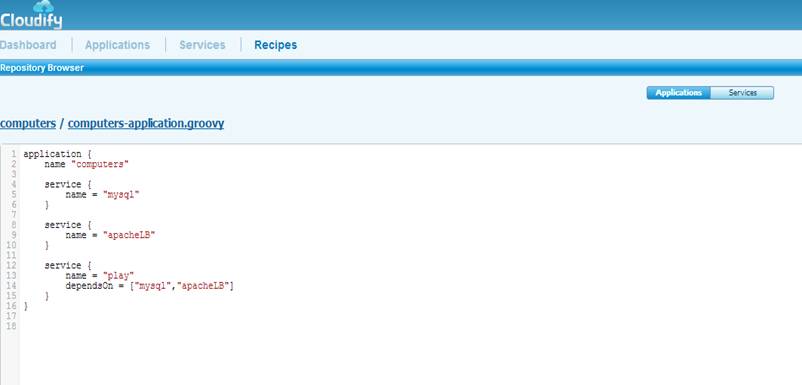 Cloudify
Dashboard Applications Services Recipes
Repository Browser
Applications Services
computers / computers-application.groovy
1 application {
2     name "computers"
3
4     service {
5         name = "mysql"
6     }
7
8     service {
9         name = "apacheLB"
10     }
11
12     service {
13         name = "play"
14         dependsOn = ["mysql","apacheLB"]
15     }
16 }
17
18